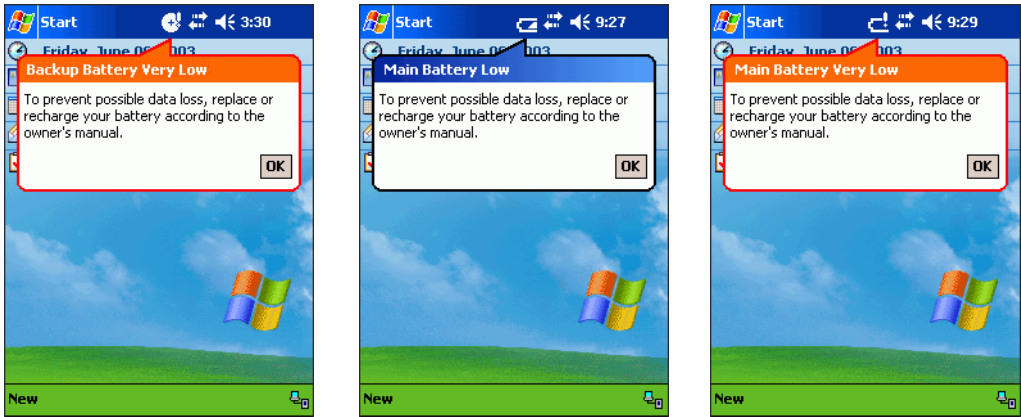 Start 3:30
Friday, June 06, 2003
Backup Battery Very Low
To prevent possible data loss, replace or
recharge your battery according to the
owner's manual.
OK
New
Start 9:27
Friday, June 06, 2003
Main Battery Low
To prevent possible data loss, replace or
recharge your battery according to the
owner's manual.
OK
New
Start 9:29
Friday, June 06, 2003
Main Battery Very Low
To prevent possible data loss, replace or
recharge your battery according to the
owner's manual.
OK
New